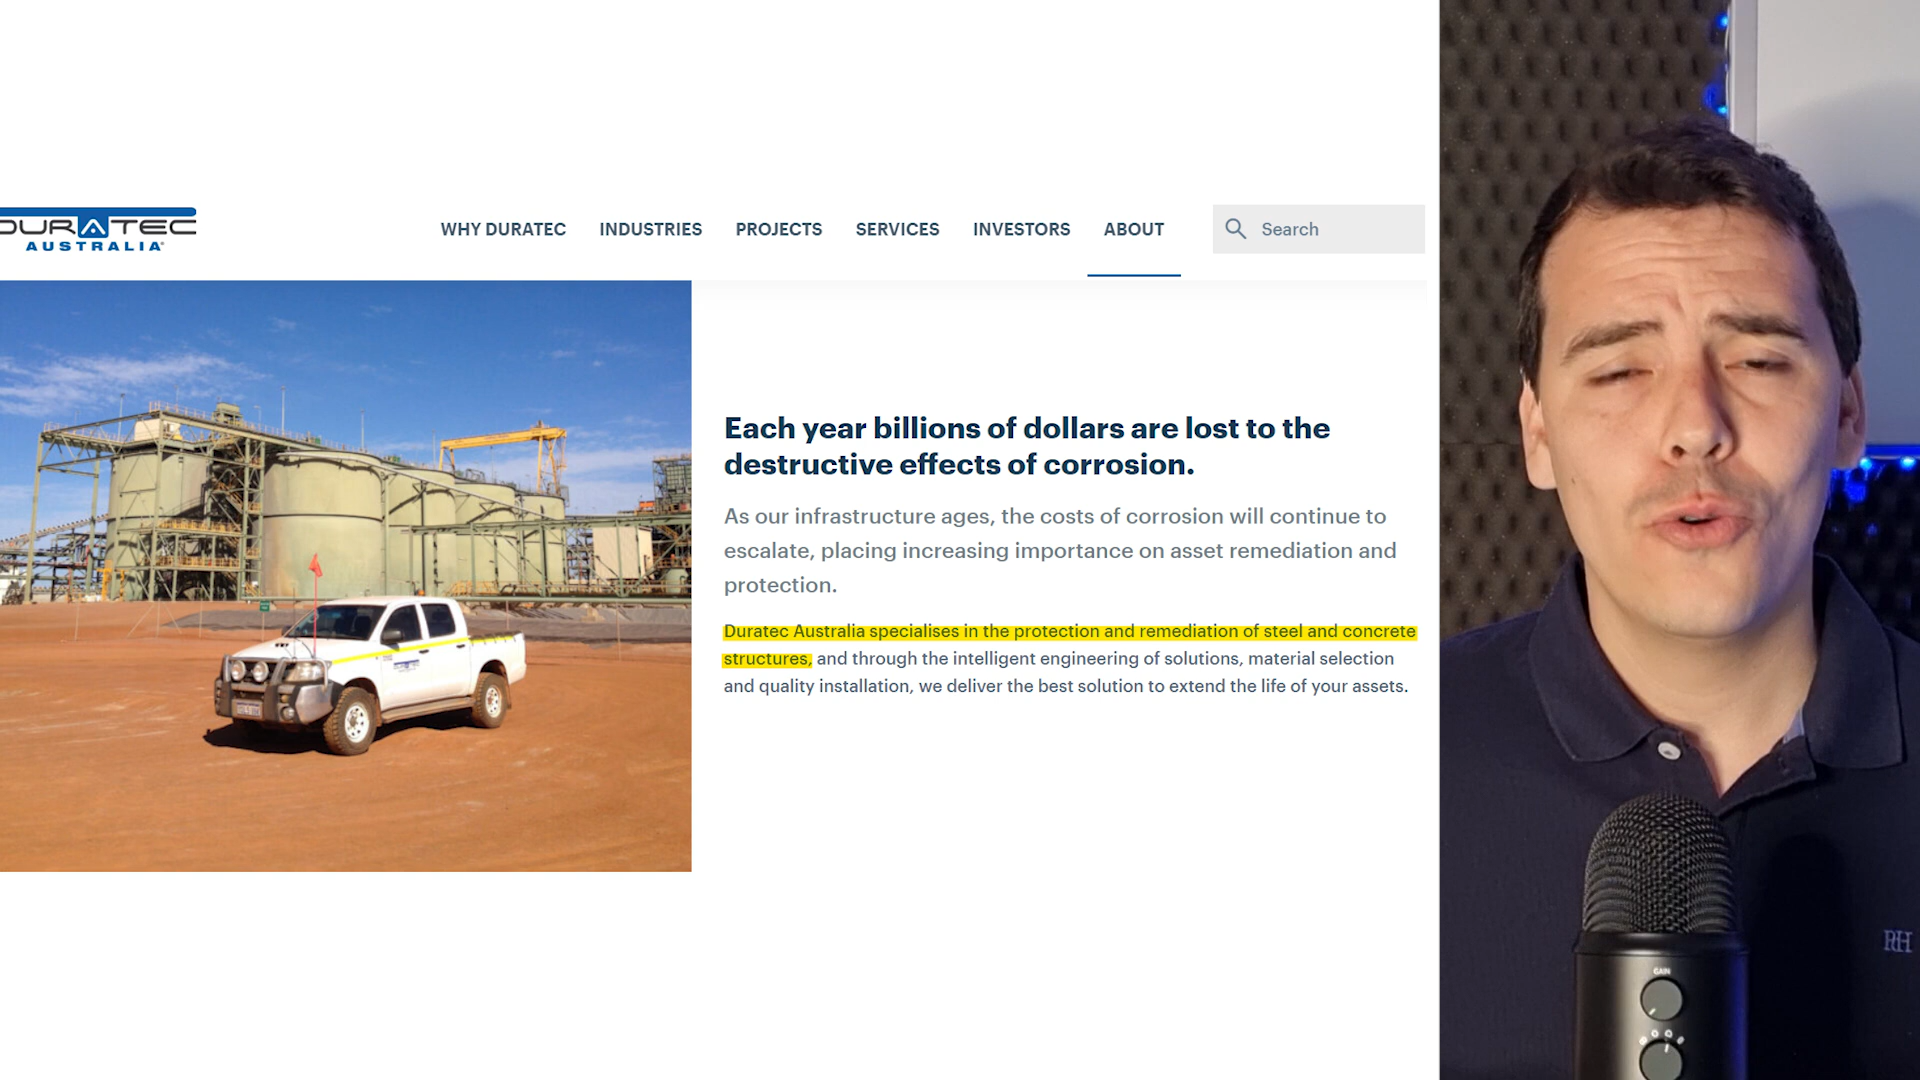 DURATEC
AUSTRALIA
WHY DURATEC
INDUSTRIES
PROJECTS
SERVICES
INVESTORS
ABOUT
Search
Each year billions of dollars are lost to the
destructive effects of corrosion.
As our infrastructure ages, the costs of corrosion will continue to
escalate, placing increasing importance on asset remediation and
protection.
Duratec Australia specialises in the protection and remediation of steel and concrete
structures, and through the intelligent engineering of solutions, material selection
and quality installation, we deliver the best solution to extend the life of your assets.
RH
GAIN